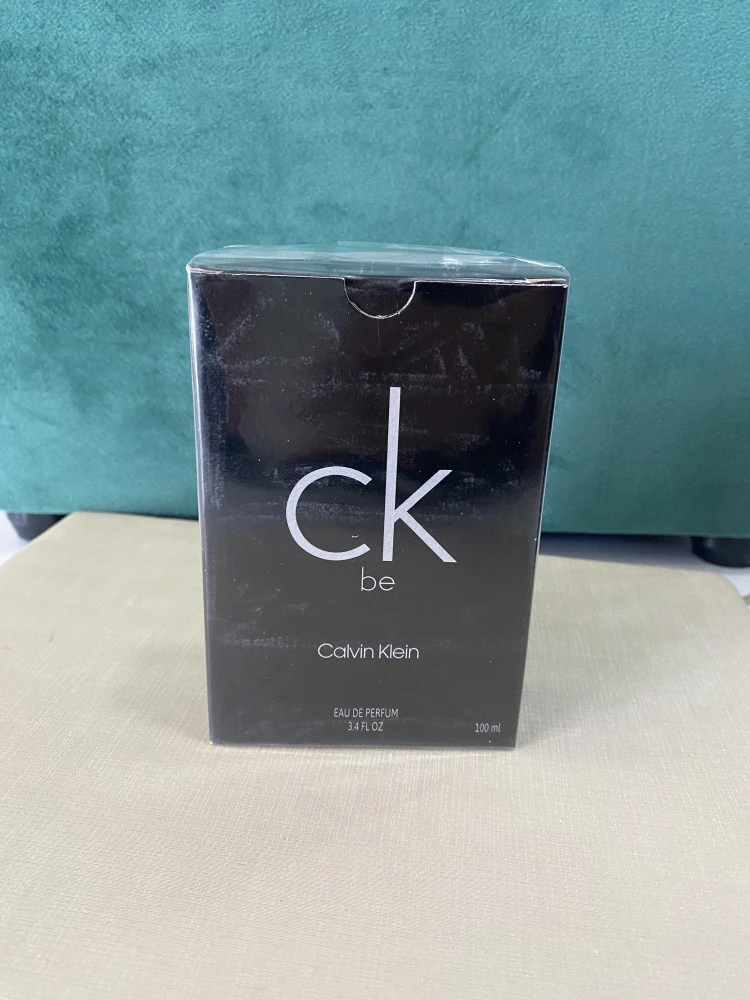 ck
be
Calvin Klein
EAU DE PERFUM
3.4 FL OZ
100 ml